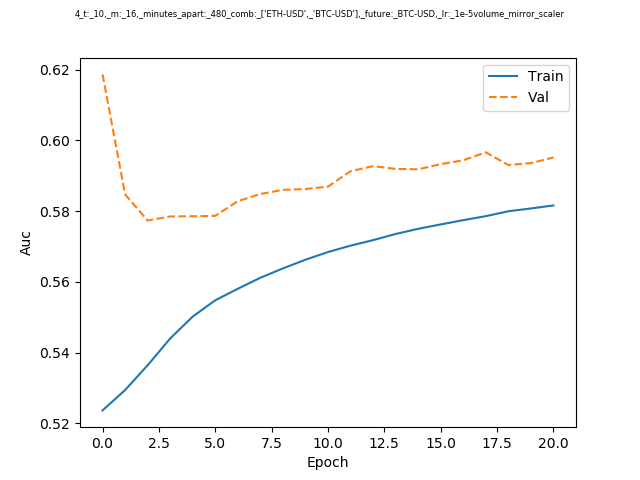 4_t:_10,_m:_16,_minutes_apart:_480_comb:_['ETH-USD',_'BTC-USD'],_future:_BTC-USD,_lr:_1e-5volume_mirror_scaler
Train
Val
0.62
0.60
0.58
0.56
0.54
0.52
Auc
0.0 2.5 5.0 7.5 10.0 12.5 15.0 17.5 20.0
Epoch